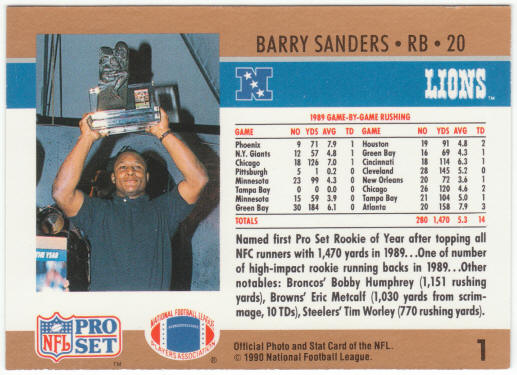 BARRY SANDERS • RB • 20
N
LIONS™
1989 GAME-BY-GAME RUSHING
GAME NO YDS AVG TD GAME NO YDS AVG TD
Phoenix 9 71 7.9 1 Houston 19 91 4.8 2
N.Y. Giants 12 57 4.8 1 Green Bay 16 69 4.3 1
Chicago 18 126 7.0 1 Cincinnati 18 114 6.3 1
Pittsburgh 5 1 0.2 0 Cleveland 28 145 5.2 0
Minnesota 23 99 4.3 0 New Orleans 20 72 3.6 1
Tampa Bay 0 0 0.0 0 Chicago 26 120 4.6 2
Minnesota 15 59 3.9 0 Tampa Bay 21 104 5.0 1
Green Bay 30 184 6.1 0 Atlanta 20 158 7.9 3
TOTALS 280 1,470 5.3 14
Named first Pro Set Rookie of Year after topping all
NFC runners with 1,470 yards in 1989...One of number
of high-impact rookie running backs in 1989...Other
notables: Broncos' Bobby Humphrey (1,151 rushing
yards), Browns' Eric Metcalf (1,030 yards from scrim-
mage, 10 TDs), Steelers' Tim Worley (770 rushing yards).
THE YEAR
NFL PRO SET™
NATIONAL FOOTBALL LEAGUE
PLAYERS ASSOCIATION®
Official Photo and Stat Card of the NFL.
© 1990 National Football League.
1